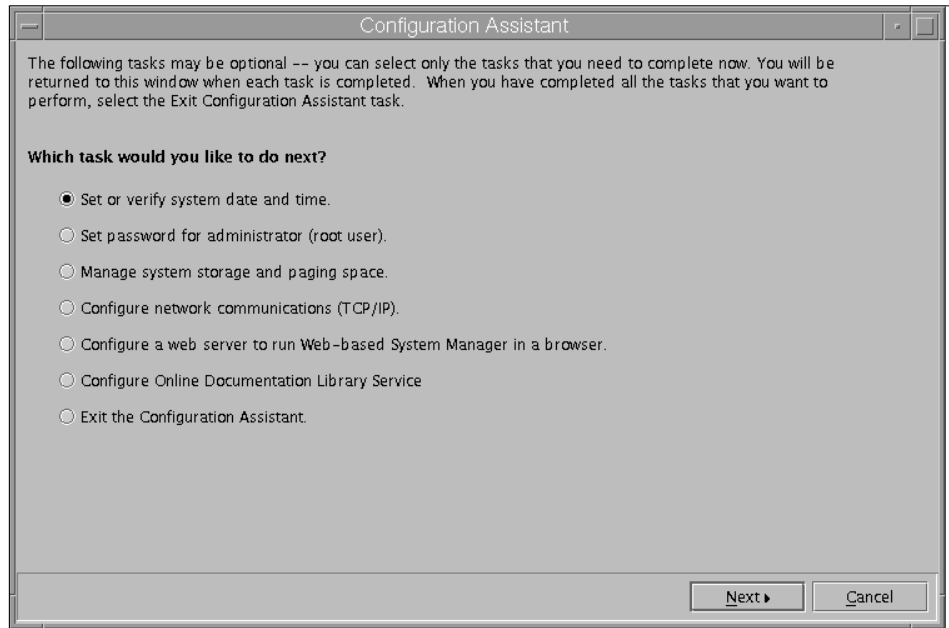 Configuration Assistant
The following tasks may be optional -- you can select only the tasks that you need to complete now. You will be
returned to this window when each task is completed.  When you have completed all the tasks that you want to
perform, select the Exit Configuration Assistant task.
Which task would you like to do next?
Set or verify system date and time.
Set password for administrator (root user).
Manage system storage and paging space.
Configure network communications (TCP/IP).
Configure a web server to run Web-based System Manager in a browser.
Configure Online Documentation Library Service
Exit the Configuration Assistant.
Next
Cancel